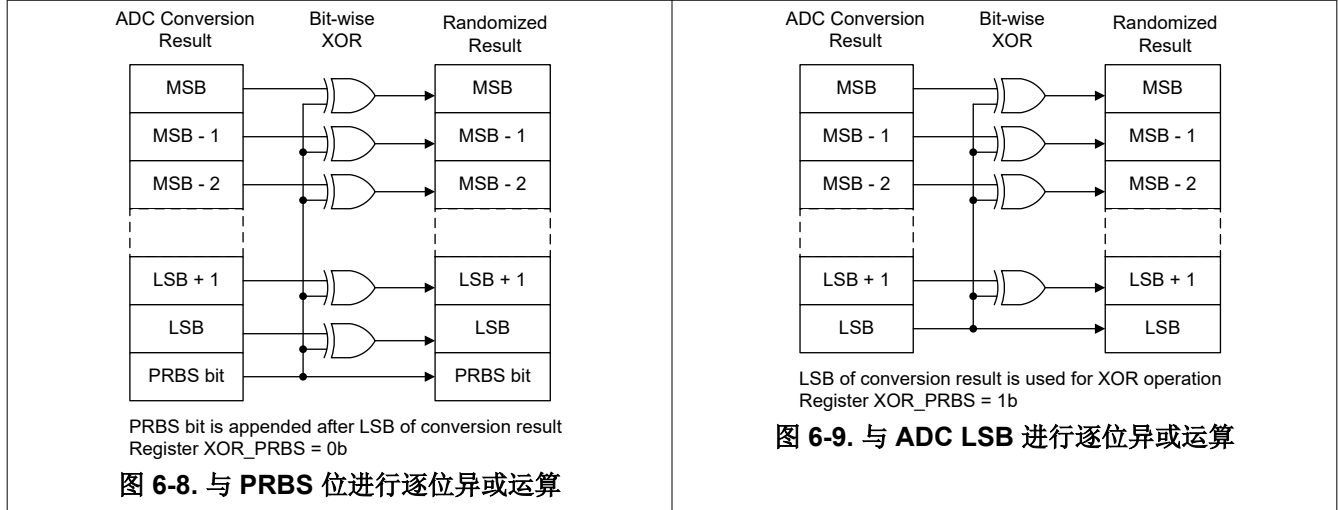 ADC Conversion Result
Bit-wise XOR
Randomized Result
MSB
MSB
MSB - 1
MSB - 1
MSB - 2
MSB - 2
LSB + 1
LSB + 1
LSB
LSB
PRBS bit
PRBS bit
PRBS bit is appended after LSB of conversion result
Register XOR_PRBS = 0b
图 6-8. 与 PRBS 位进行逐位异或运算
ADC Conversion Result
Bit-wise XOR
Randomized Result
MSB
MSB
MSB - 1
MSB - 1
MSB - 2
MSB - 2
LSB + 1
LSB + 1
LSB
LSB
LSB of conversion result is used for XOR operation
Register XOR_PRBS = 1b
图 6-9. 与 ADC LSB 进行逐位异或运算